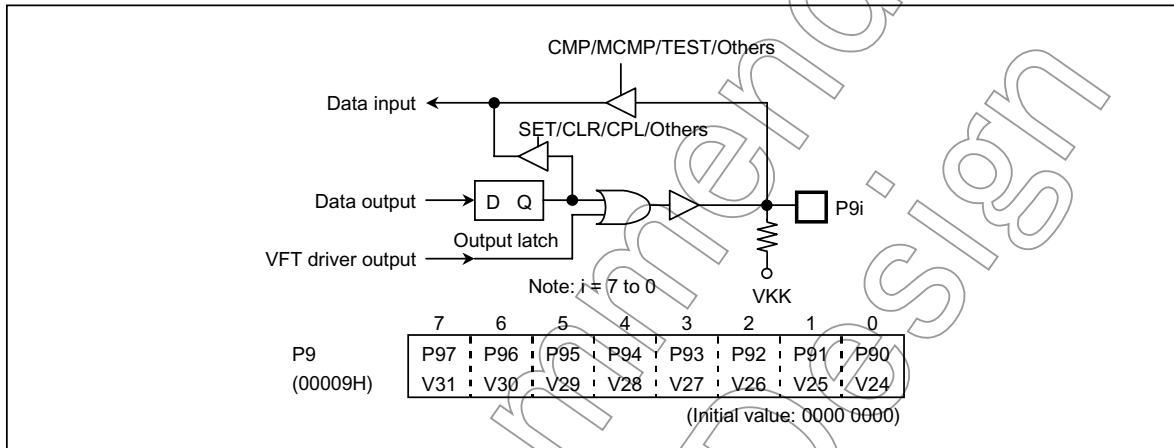 CMP/MCMP/TEST/Others
Data input
SET/CLR/CPL/Others
Data output
D Q
P9i
Output latch
VFT driver output
Note: i = 7 to 0
VKK
7 6 5 4 3 2 1 0
P9 P97 P96 P95 P94 P93 P92 P91 P90
(00009H) V31 V30 V29 V28 V27 V26 V25 V24
(Initial value: 0000 0000)
Design